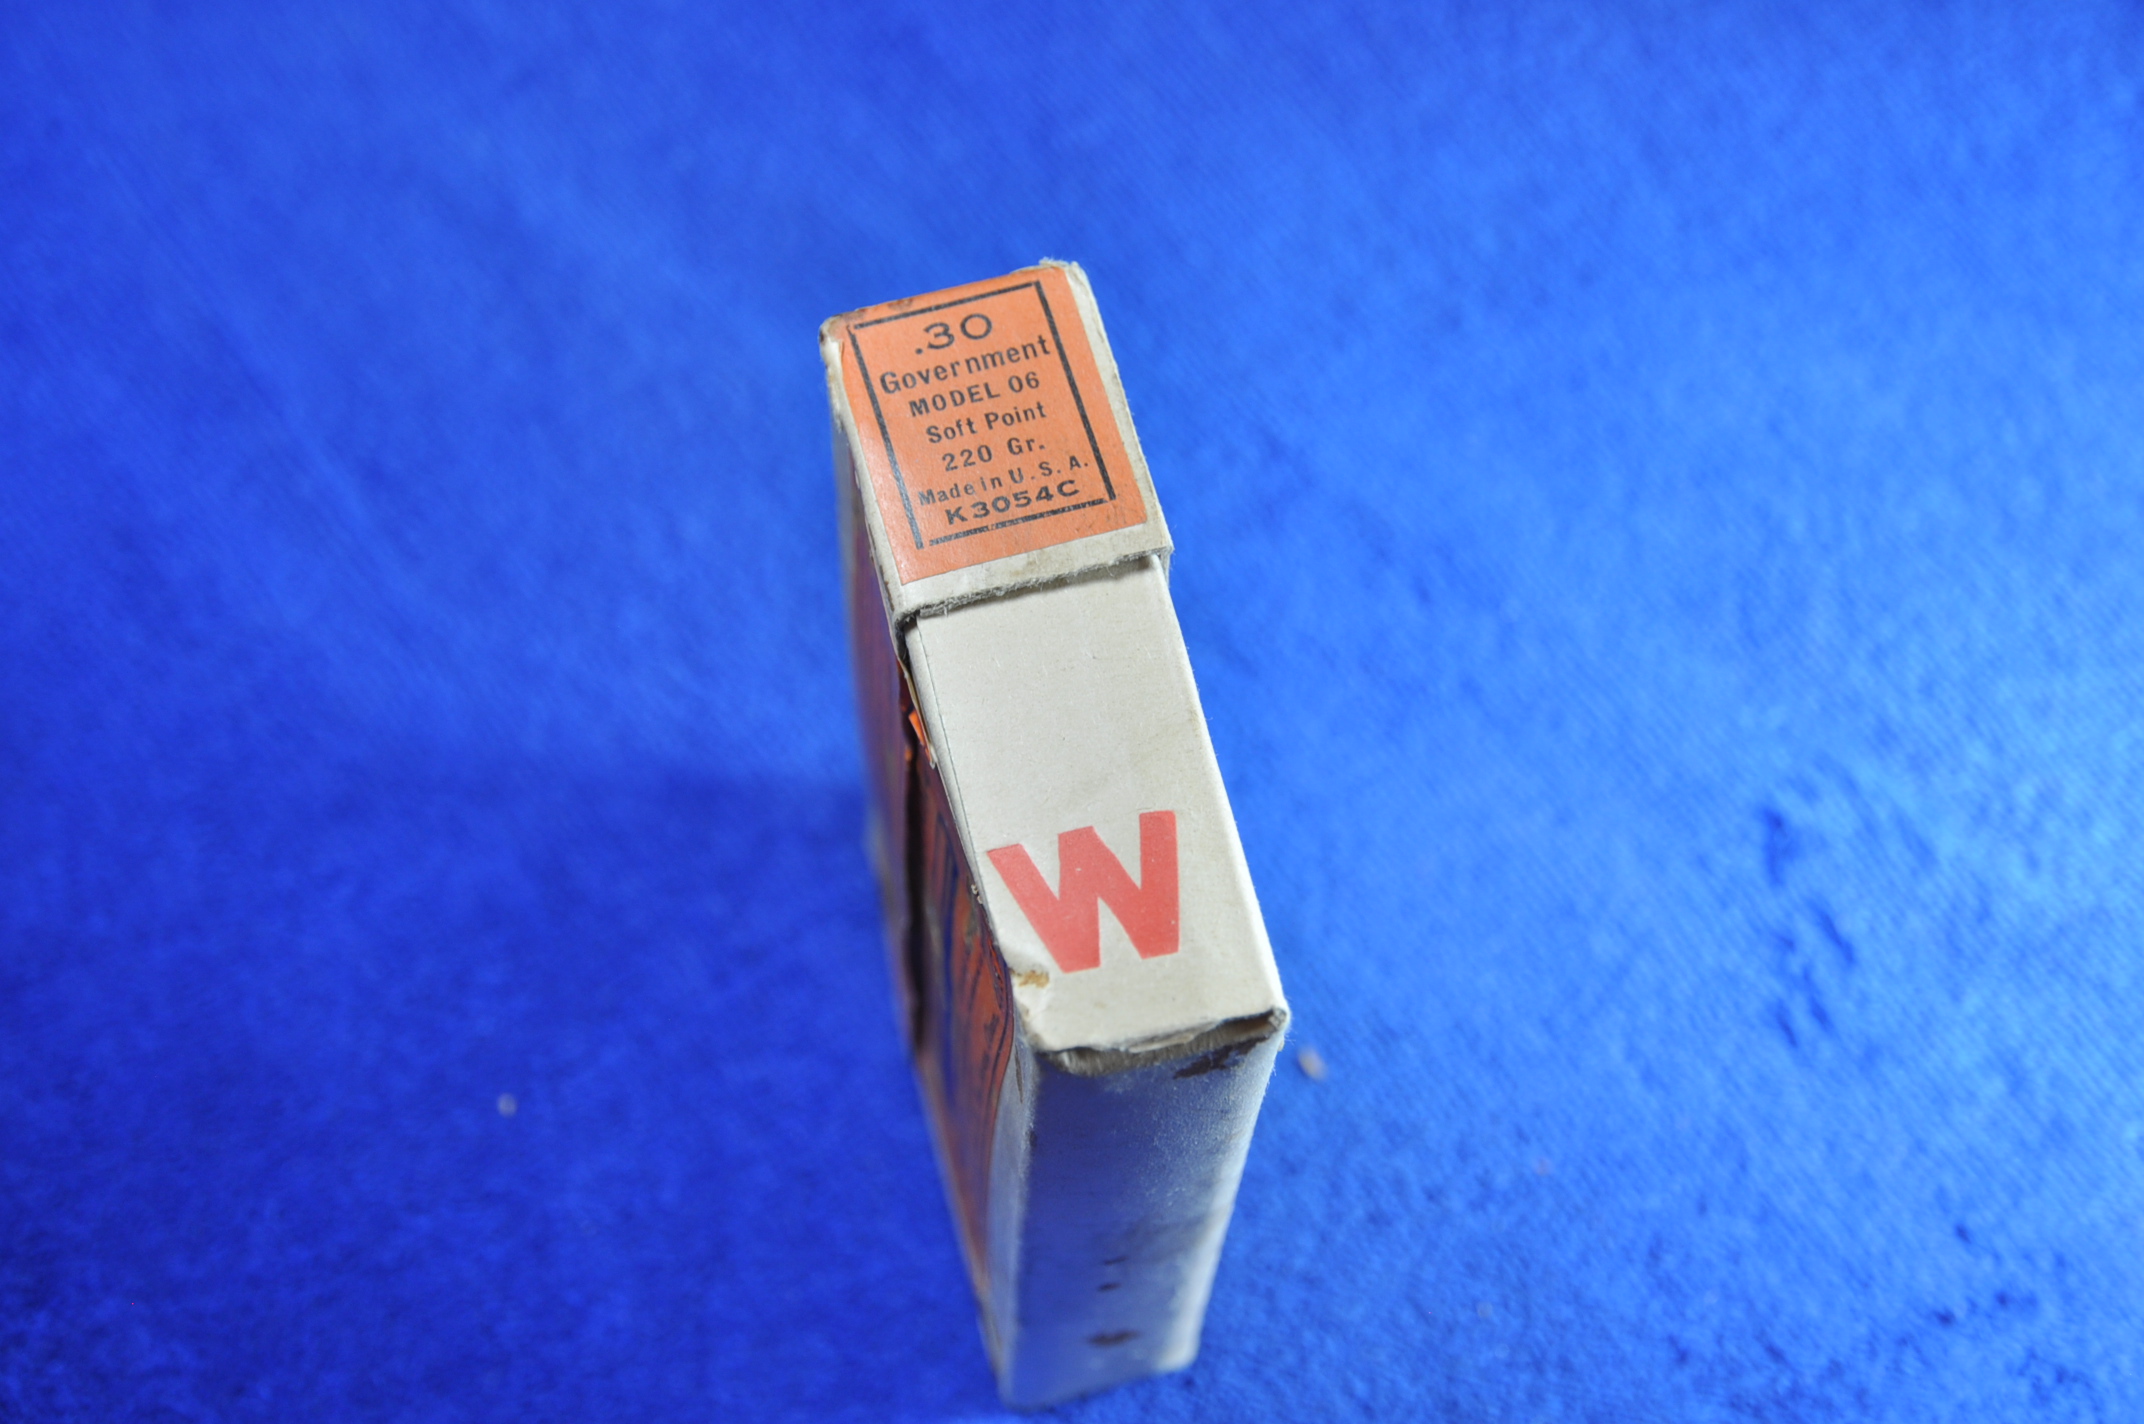 .30
Government
MODEL 06
Soft Point
220 Gr.
Made in U.S.A.
K3054C
W